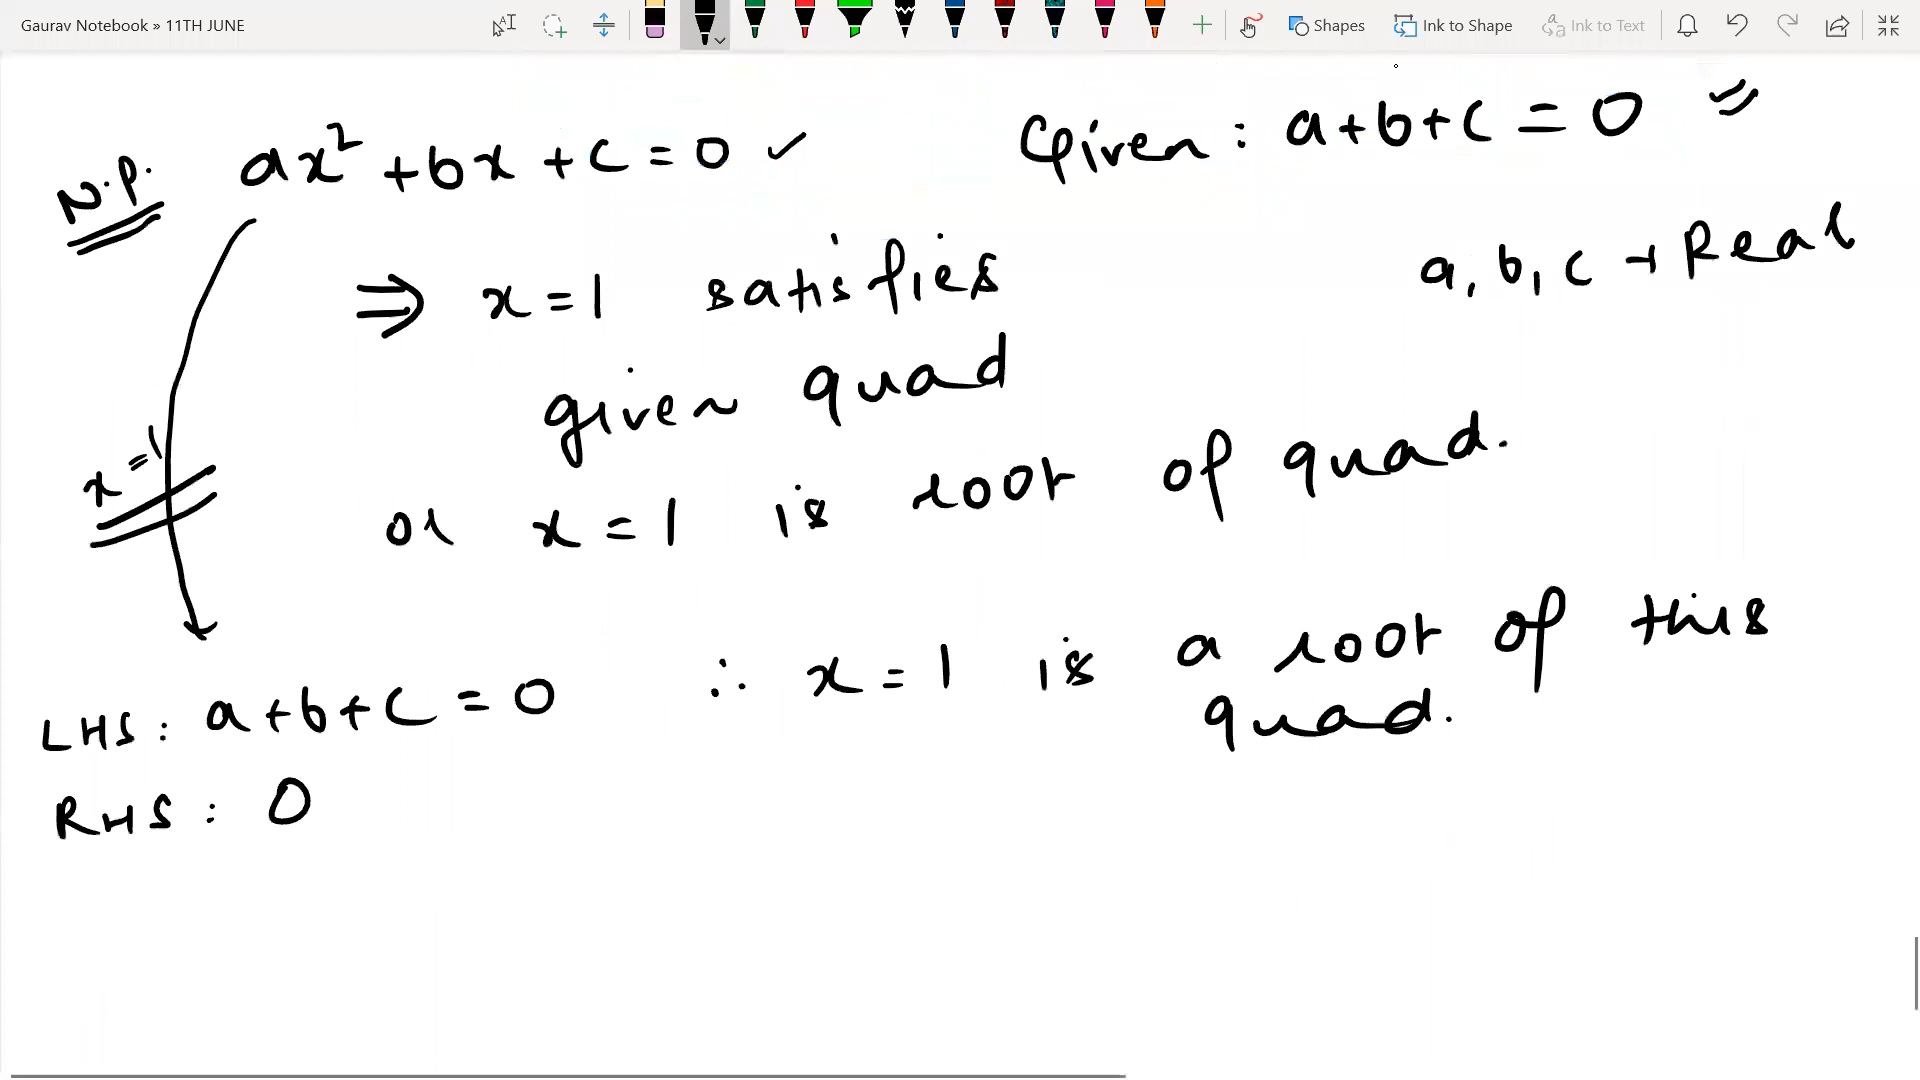 Gaurav Notebook » 11TH JUNE
Shapes
Ink to Shape
Ink to Text
N.P. ax² + bx + c = 0 ✓
Given : a+b+c = 0
a, b, c → Real
⇒ x = 1 satisfies
given quad
x = 1
or x = 1 is root of quad.
LHS : a+b+c = 0
∴ x = 1 is a root of this
quad.
RHS : 0